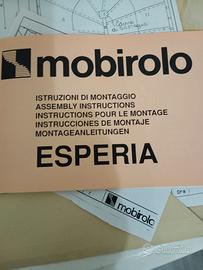 mobirolo
ISTRUZIONI DI MONTAGGIO
ASSEMBLY INSTRUCTIONS
INSTRUCTIONS POUR LE MONTAGE
INSTRUCCIONES DE MONTAJE
MONTAGEANLEITUNGEN
ESPERIA
mobirolo